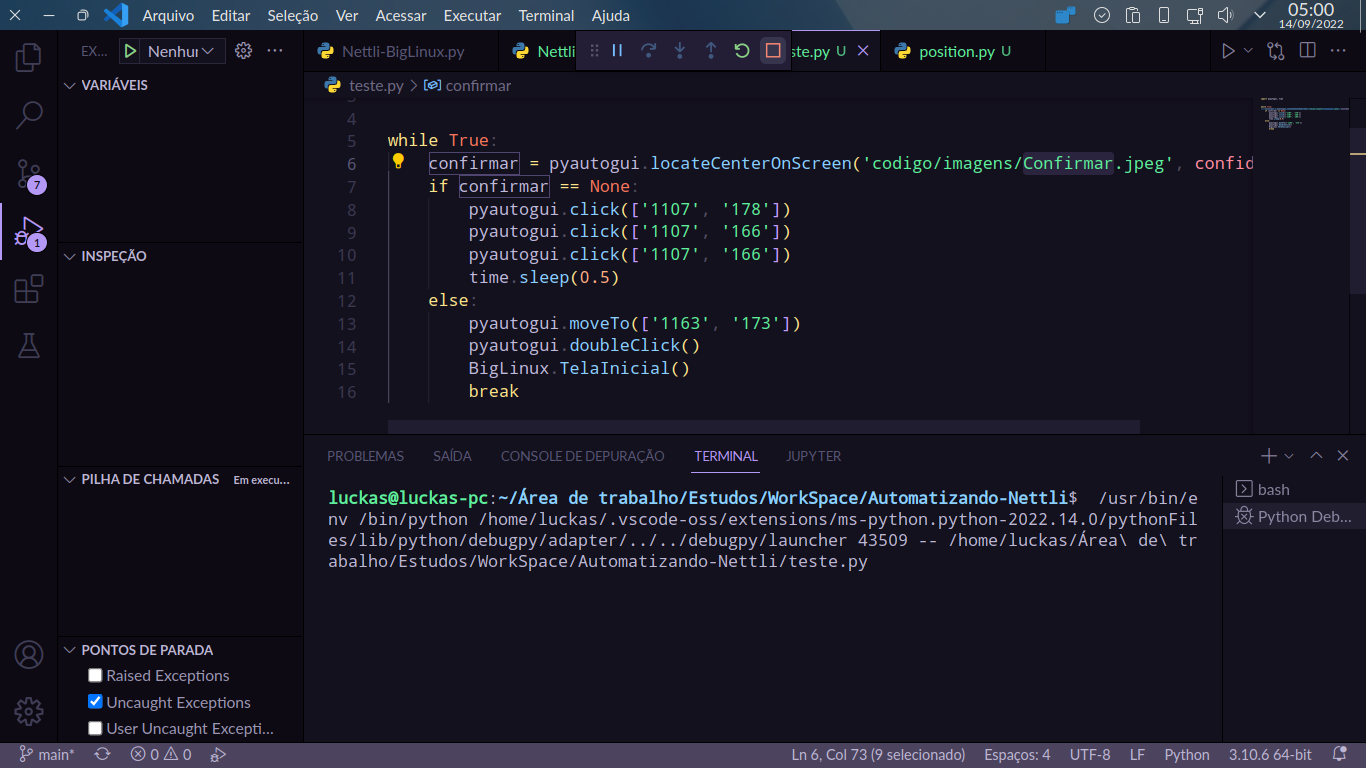 Arquivo Editar Seleção Ver Acessar Executar Terminal Ajuda
05:00
14/09/2022
EX...
Nenhui
Nettli-BigLinux.py
Nettli
ste.py U
position.py U
VARIÁVEIS
teste.py > confirmar
4
5 while True:
6 confirmar = pyautogui.locateCenterOnScreen('codigo/imagens/Confirmar.jpeg', confid
7 if confirmar == None:
8 pyautogui.click(['1107', '178'])
9 pyautogui.click(['1107', '166'])
10 pyautogui.click(['1107', '166'])
11 time.sleep(0.5)
12 else:
13 pyautogui.moveTo(['1163', '173'])
14 pyautogui.doubleClick()
15 BigLinux.TelaInicial()
16 break
7
1
INSPEÇÃO
PILHA DE CHAMADAS Em execu...
PONTOS DE PARADA
Raised Exceptions
Uncaught Exceptions
User Uncaught Excepti...
PROBLEMAS SAÍDA CONSOLE DE DEPURAÇÃO TERMINAL JUPYTER
luckas@luckas-pc:~/Área de trabalho/Estudos/WorkSpace/Automatizando-Nettli$ /usr/bin/e
nv /bin/python /home/luckas/.vscode-oss/extensions/ms-python.python-2022.14.0/pythonFil
es/lib/python/debugpy/adapter/../../debugpy/launcher 43509 -- /home/luckas/Área\ de\ tr
abalho/Estudos/WorkSpace/Automatizando-Nettli/teste.py
bash
Python Deb...
main* 0 0 Ln 6, Col 73 (9 selecionado) Espaços: 4 UTF-8 LF Python 3.10.6 64-bit